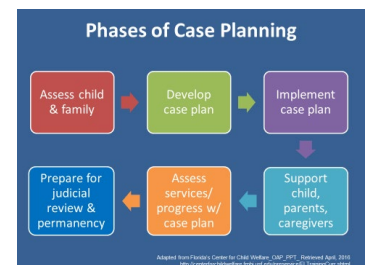 Phases of Case Planning
Assess child
& family
Develop
case plan
Implement
case plan
Support
child,
parents,
caregivers
Assess
services/
progress w/
case plan
Prepare for
judicial
review &
permanency
Adapted from Florida's Center for Child Welfare_OAP_PPT_ Retrieved April, 2016